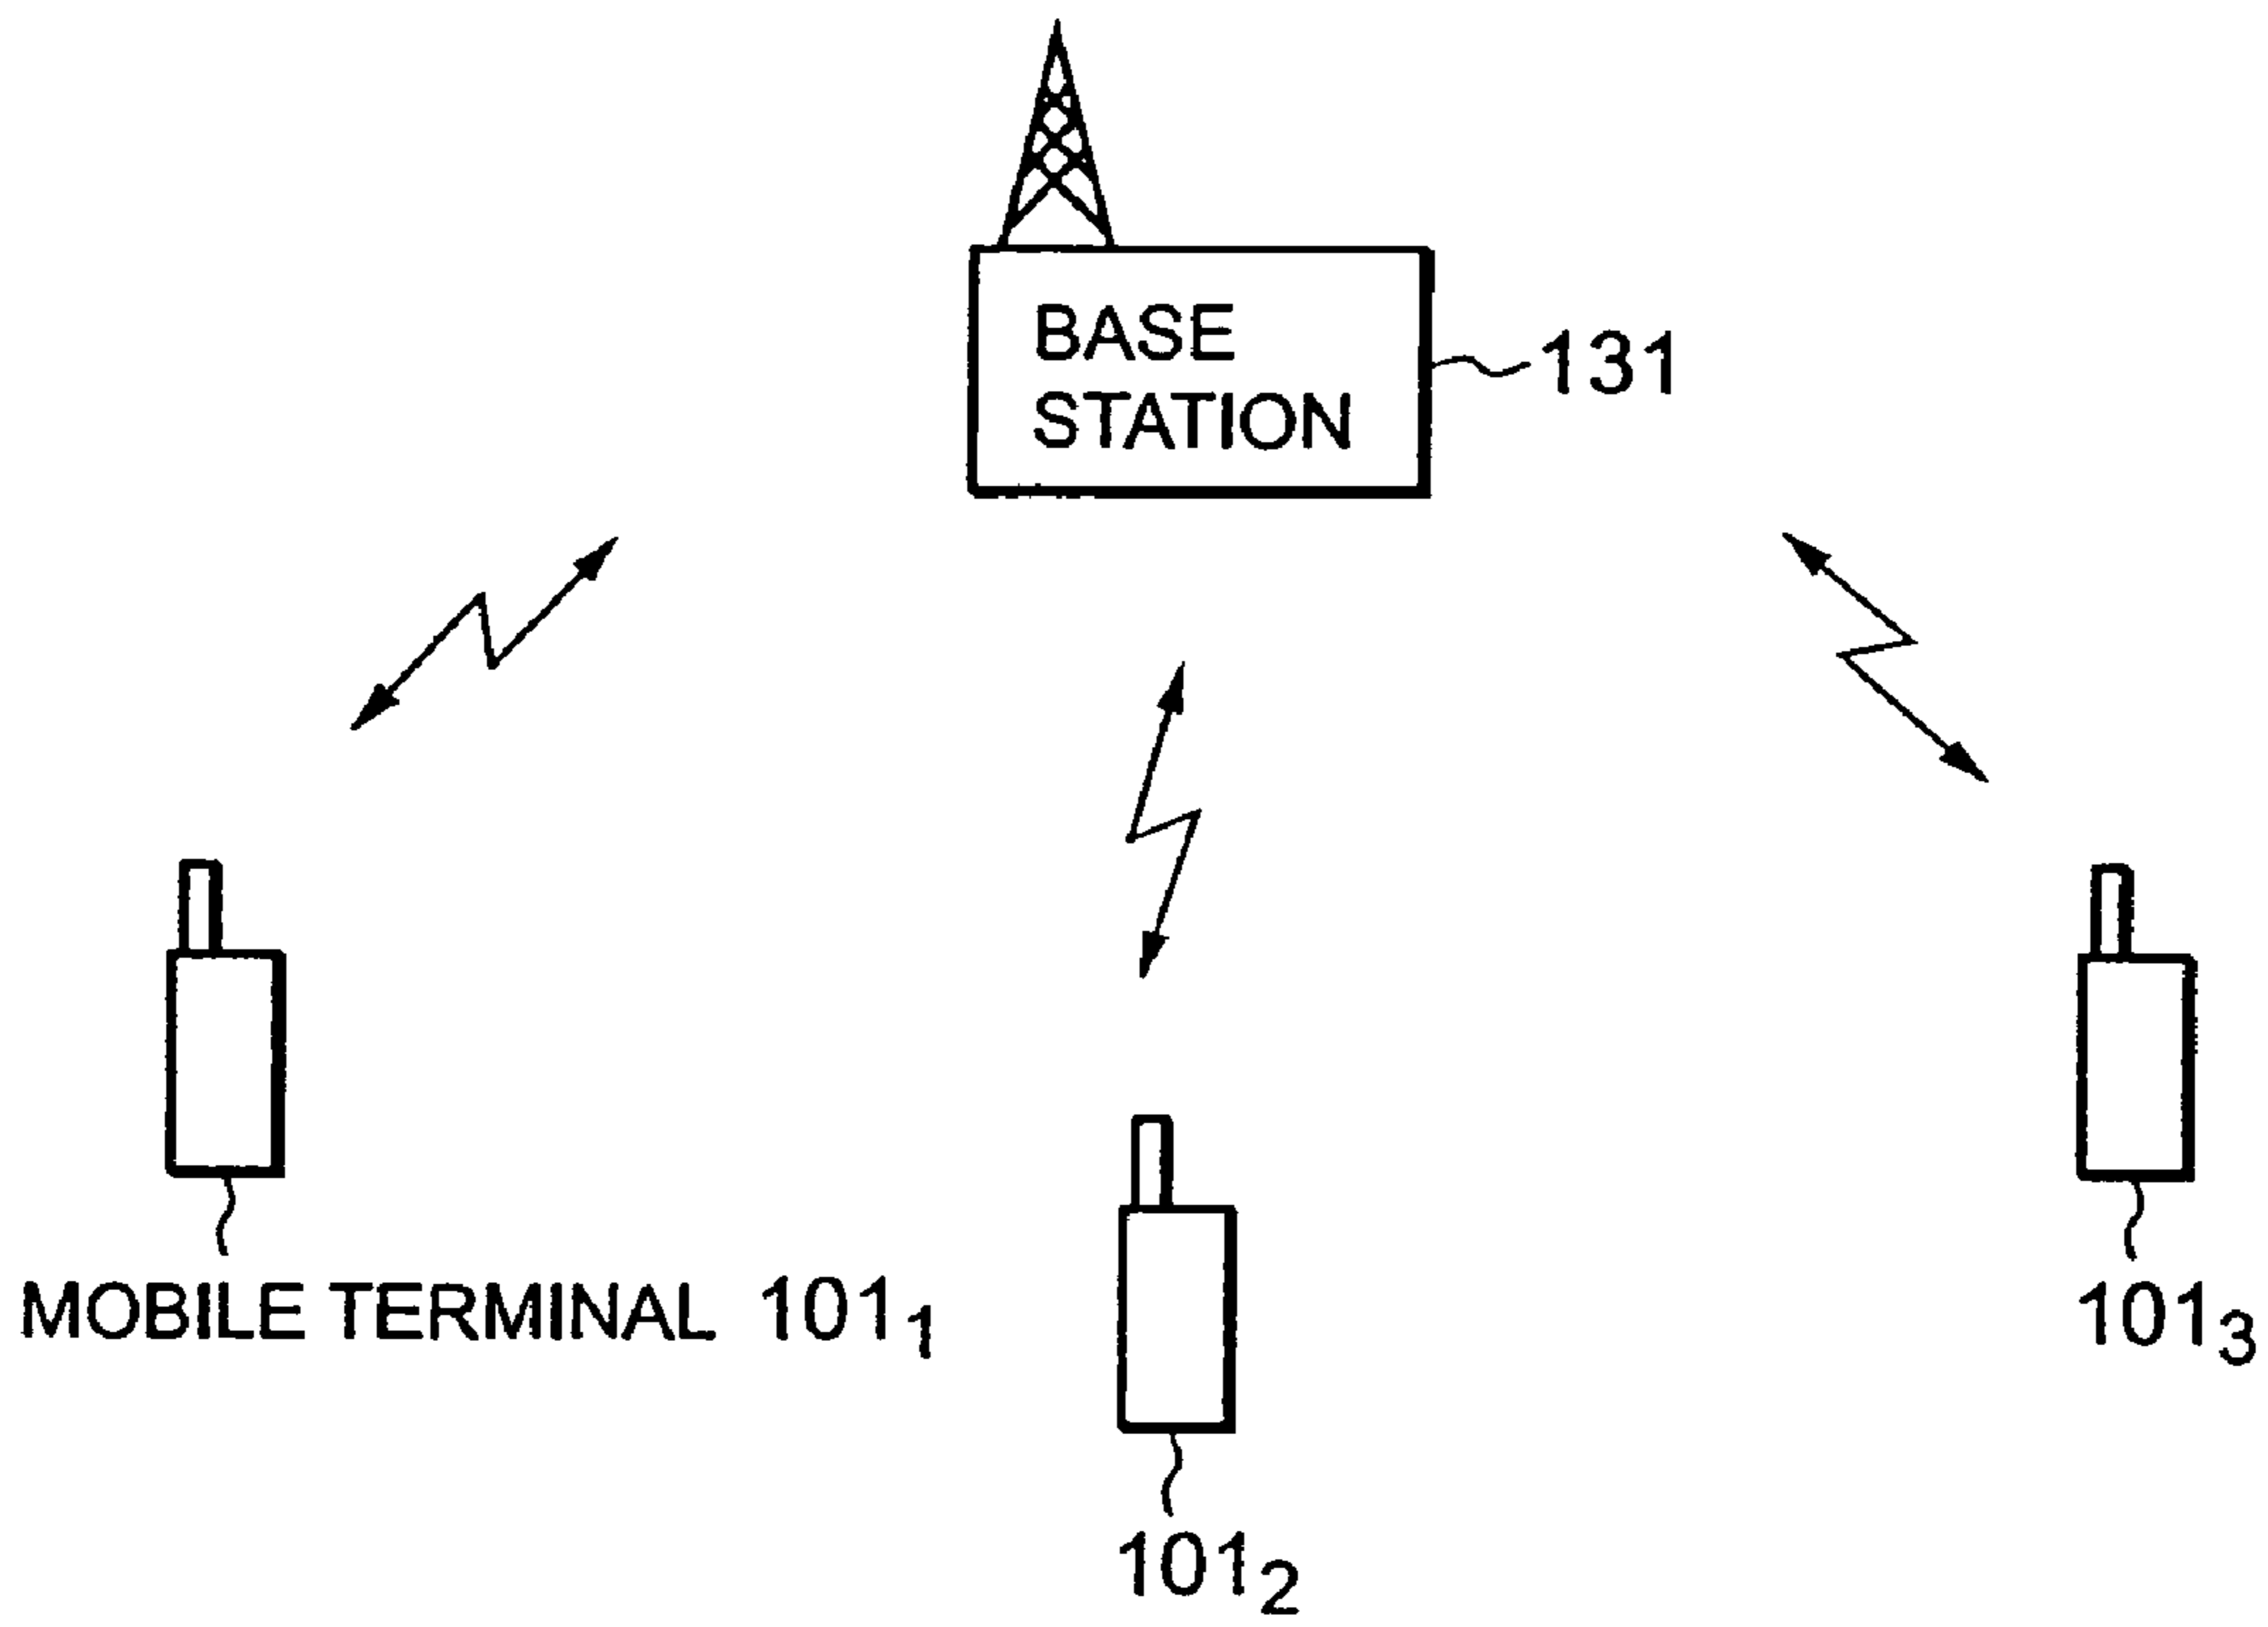 BASE
STATION
131
MOBILE TERMINAL 101₁
101₂
101₃